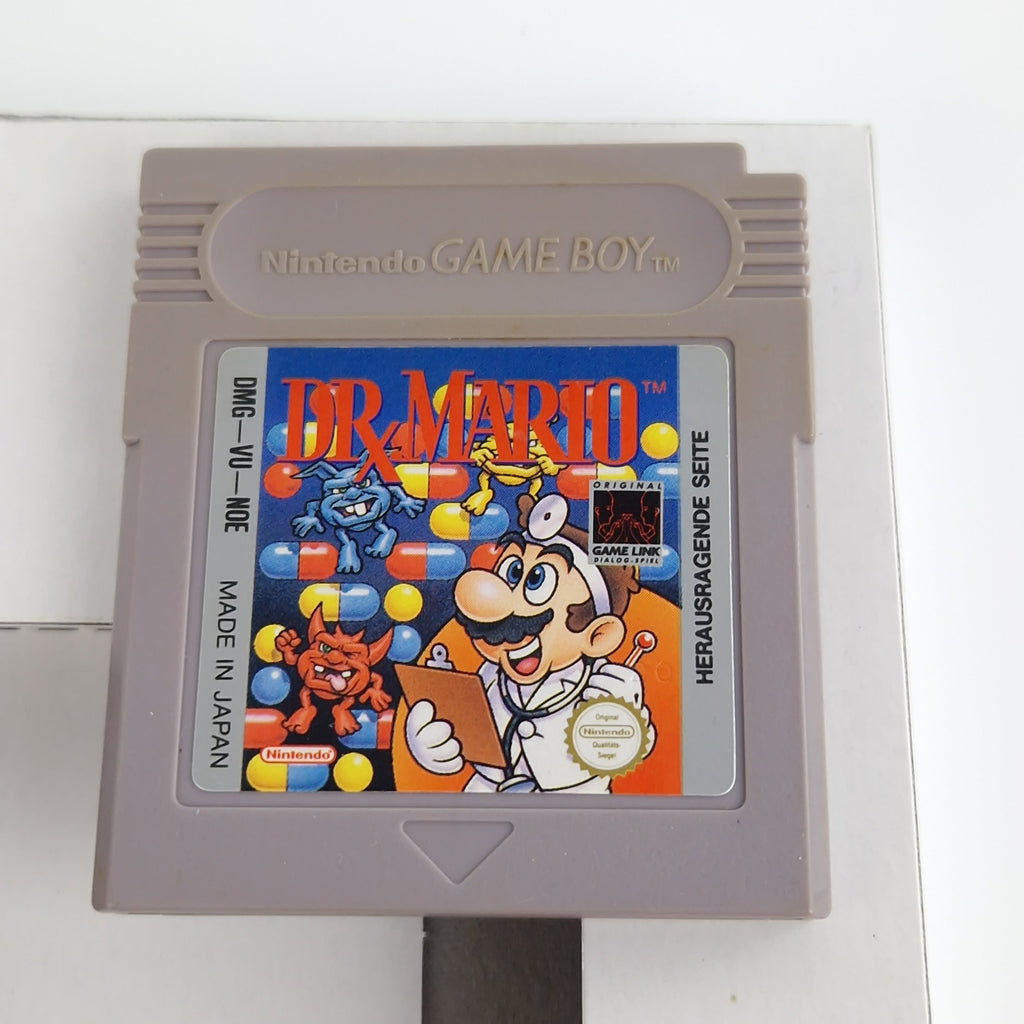 Nintendo GAME BOY™
DMG—VU—NOE
MADE IN JAPAN
DR. MARIO™
ORIGINAL
GAME LINK
DIALOG-SPIEL
HERAUSRAGENDE SEITE
Nintendo®
Original
Nintendo
Qualitäts-
Siegel